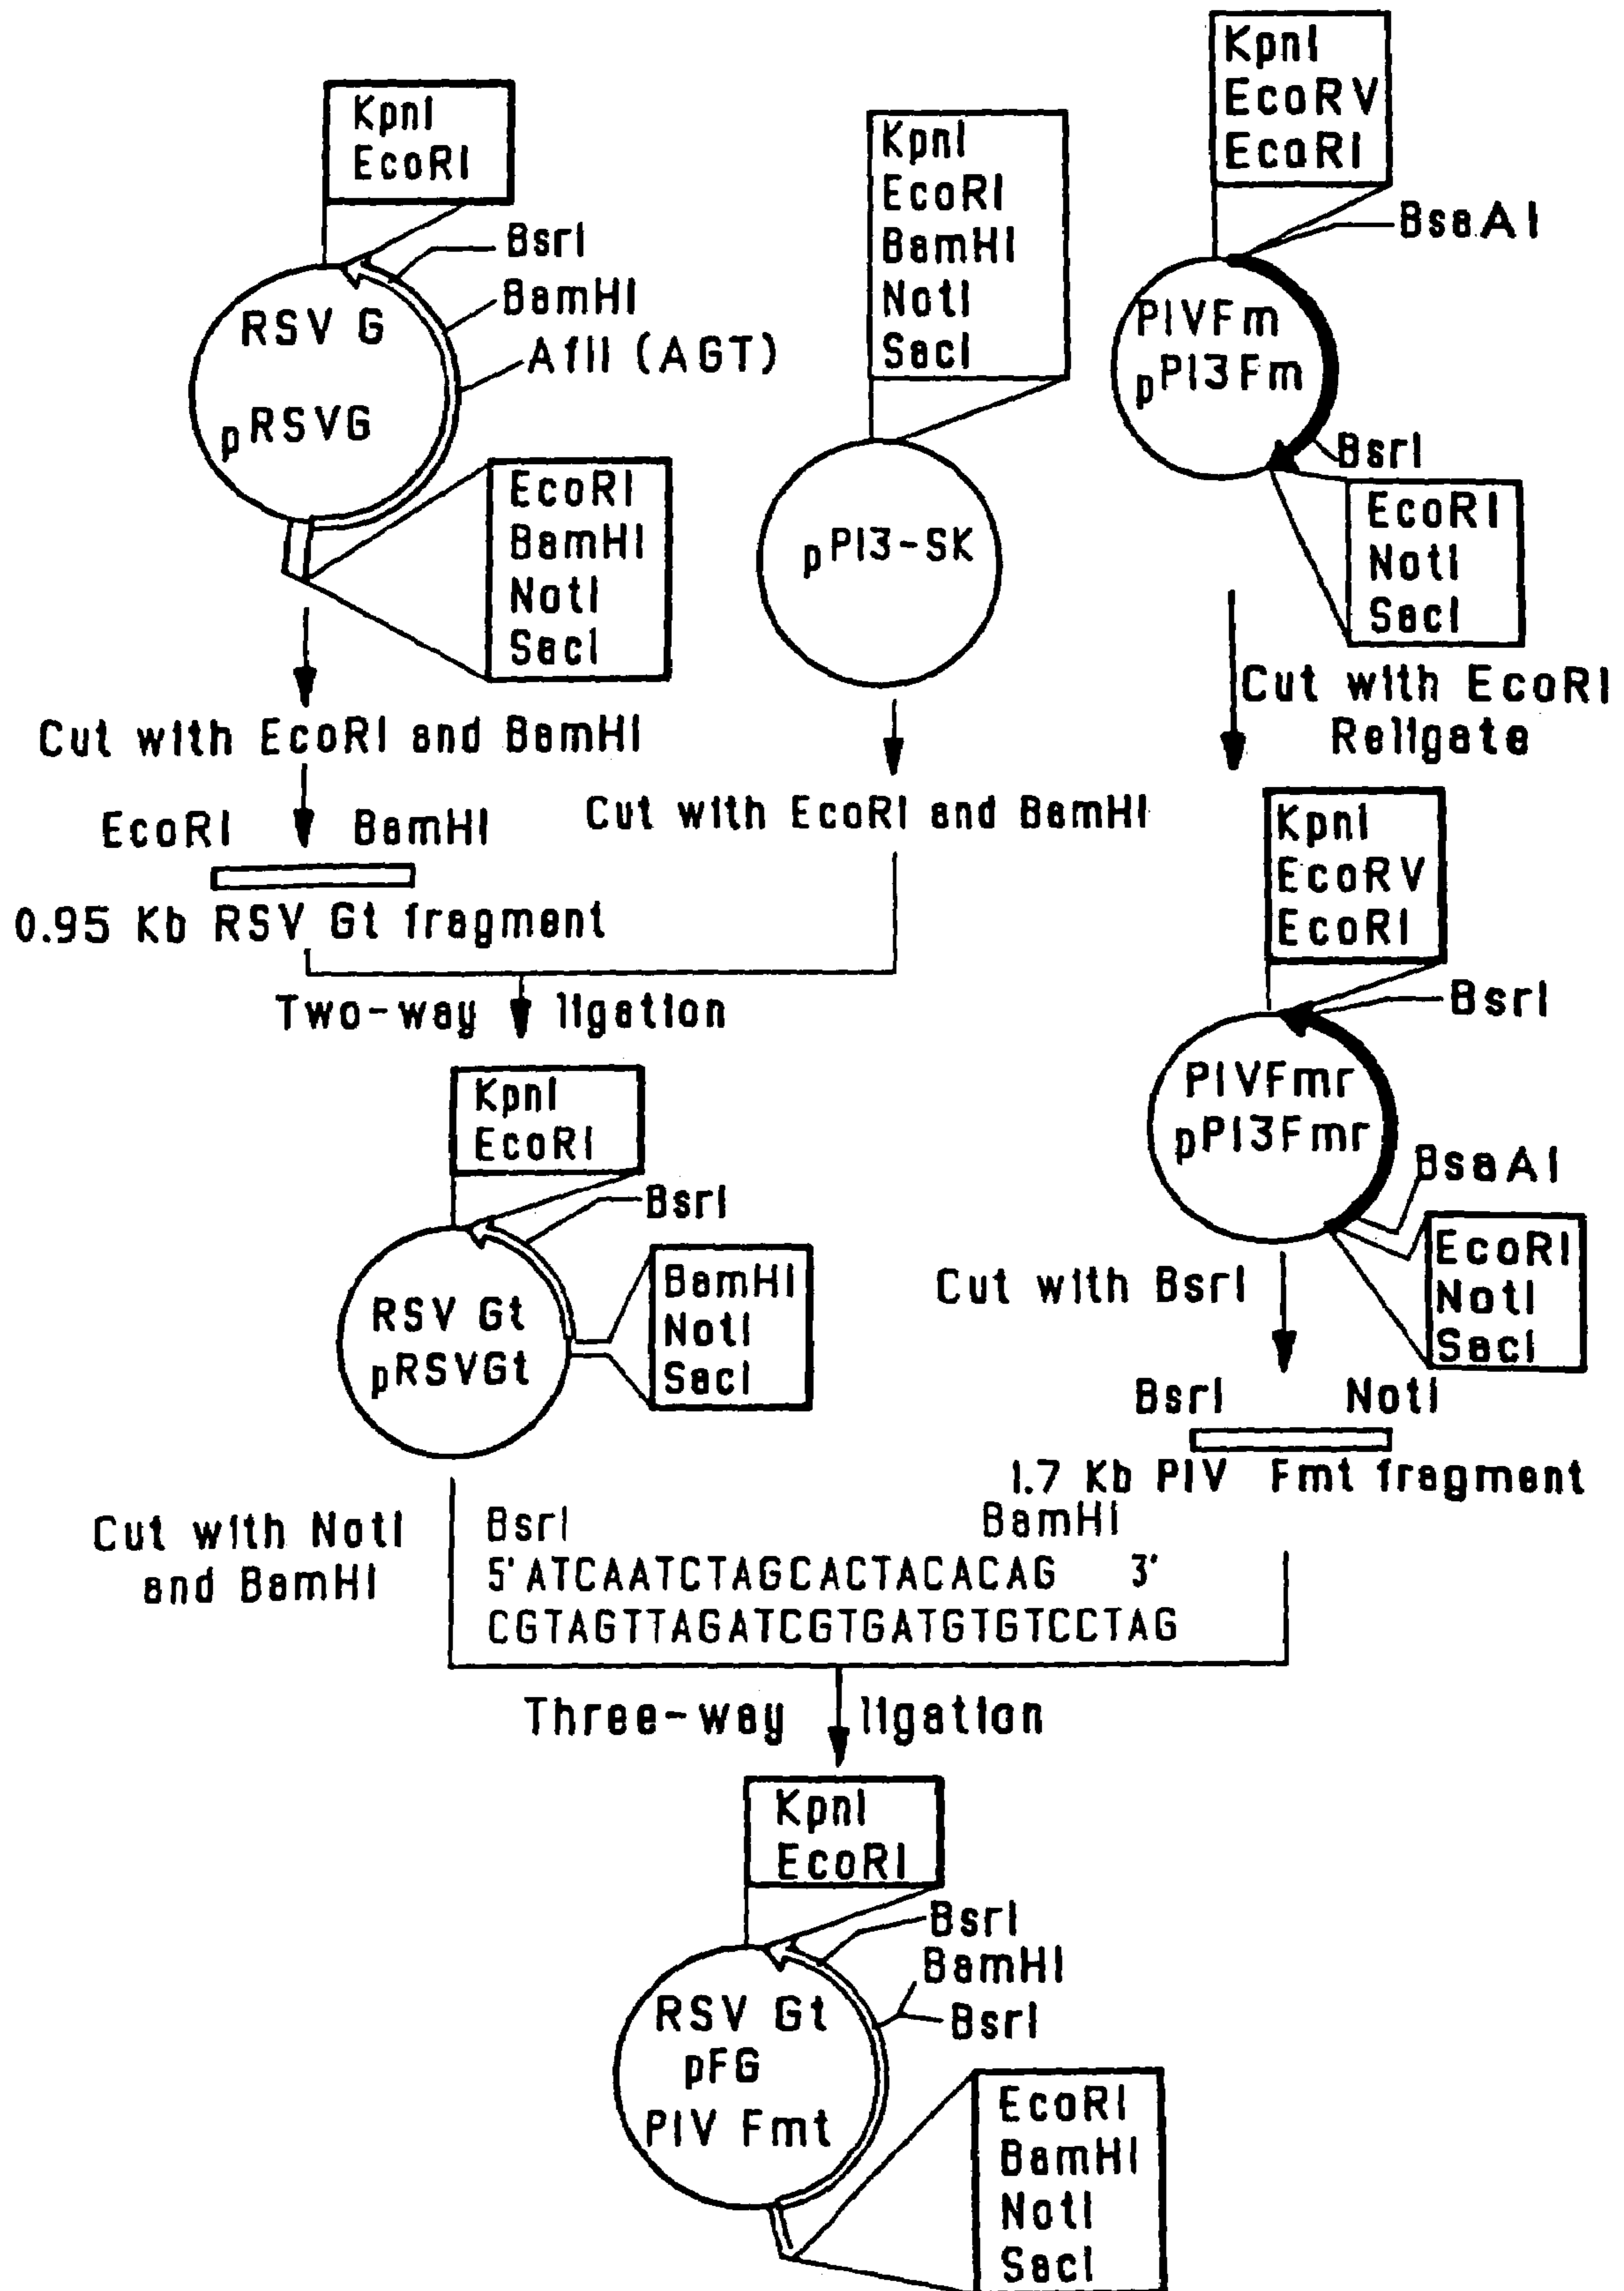 KpnI
EcoRI
BsrI
BamHI
AflII (AGT)
RSV G
pRSVG
EcoRI
BamHI
NotI
SacI
Cut with EcoRI and BamHI
EcoRI BamHI
0.95 Kb RSV Gt fragment
KpnI
EcoRI
BamHI
NotI
SacI
pPI3-SK
Cut with EcoRI and BamHI
KpnI
EcoRV
EcoRI
BsaAI
PIVFm
pPI3Fm
BsrI
EcoRI
NotI
SacI
Cut with EcoRI
Religate
KpnI
EcoRV
EcoRI
BsrI
PIVFmr
pPI3Fmr
BsaAI
EcoRI
NotI
SacI
Cut with BsrI
BsrI NotI
1.7 Kb PIV Fmt fragment
Two-way ligation
KpnI
EcoRI
BsrI
BamHI
NotI
SacI
RSV Gt
pRSVGt
Cut with NotI
and BamHI
BsrI BamHI
5'ATCAATCTAGCACTACACAG 3'
CGTAGTTAGATCGTGATGTGTCCTAG
Three-way ligation
KpnI
EcoRI
BsrI
BamHI
BsrI
RSV Gt
pFG
PIV Fmt
EcoRI
BamHI
NotI
SacI